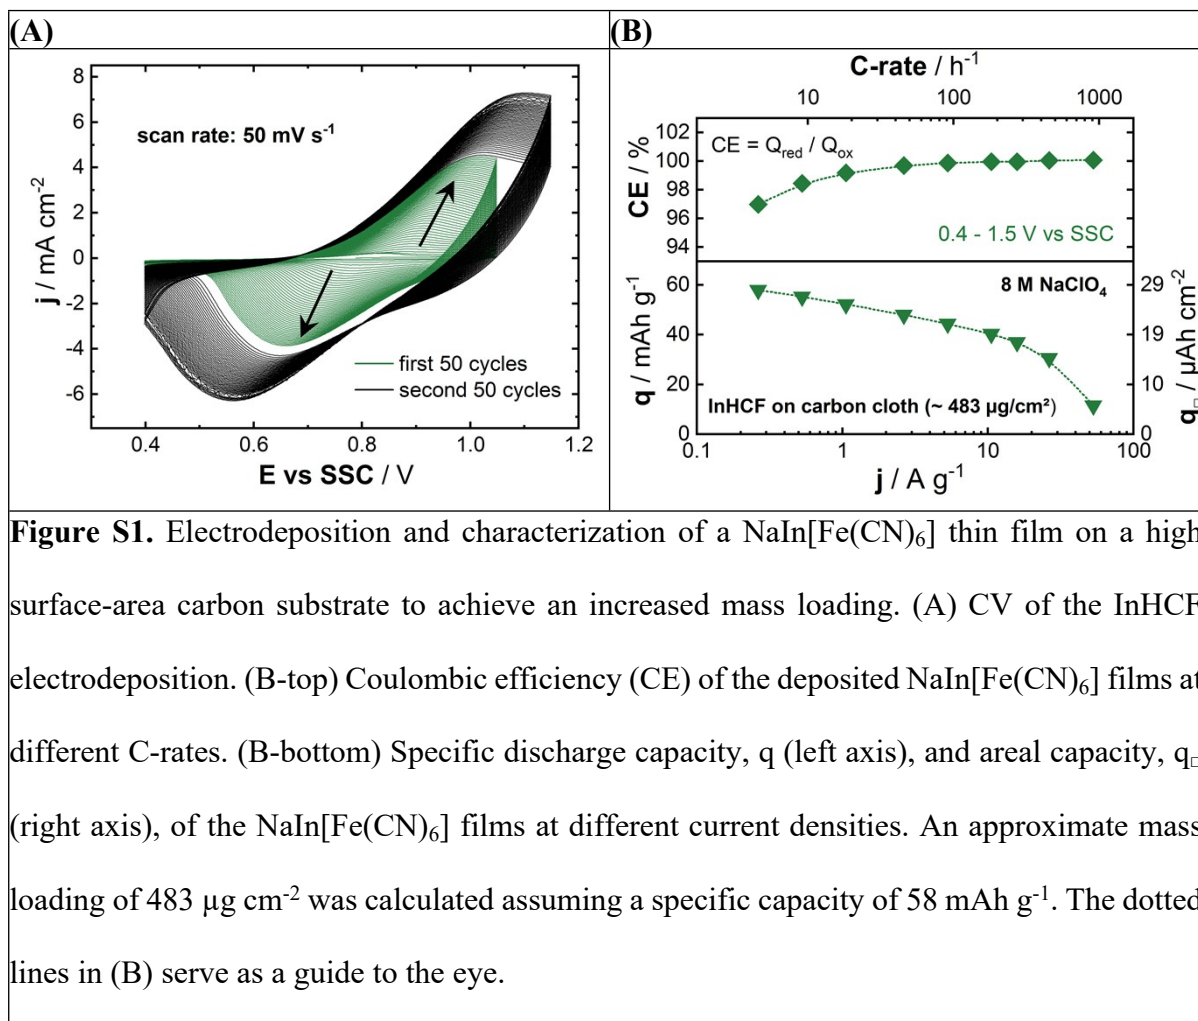 (A)
(B)
8
6
4
2
0
-2
-4
-6
j / mA cm-2
scan rate: 50 mV s-1
first 50 cycles
second 50 cycles
0.4 0.6 0.8 1.0 1.2
E vs SSC / V
C-rate / h-1
10 100 1000
102
100
98
96
94
CE / %
CE = Qred / Qox
0.4 - 1.5 V vs SSC
60
40
20
0
q / mAh g-1
8 M NaClO4
InHCF on carbon cloth (~ 483 µg/cm²)
29
19
10
0
q□ / µAh cm-2
0.1 1 10 100
j / A g-1
Figure S1. Electrodeposition and characterization of a NaIn[Fe(CN)6] thin film on a high
surface-area carbon substrate to achieve an increased mass loading. (A) CV of the InHCF
electrodeposition. (B-top) Coulombic efficiency (CE) of the deposited NaIn[Fe(CN)6] films at
different C-rates. (B-bottom) Specific discharge capacity, q (left axis), and areal capacity, q□
(right axis), of the NaIn[Fe(CN)6] films at different current densities. An approximate mass
loading of 483 µg cm-2 was calculated assuming a specific capacity of 58 mAh g-1. The dotted
lines in (B) serve as a guide to the eye.